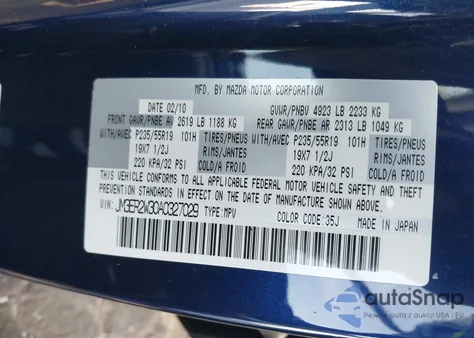 MFD. BY MAZDA MOTOR CORPORATION
DATE 02/10 GVWR/PNBV 4923 LB 2233 KG
FRONT GAWR/PNBE AV 2619 LB 1188 KG REAR GAWR/PNBE AR 2313 LB 1049 KG
WITH/AVEC P235/55R19 101H TIRES/PNEUS WITH/AVEC P235/55R19 101H TIRES/PNEUS
19X7 1/2J RIMS/JANTES 19X7 1/2J RIMS/JANTES
220 KPA/32 PSI COLD/A FROID 220 KPA/32 PSI COLD/A FROID
THIS VEHICLE CONFORMS TO ALL APPLICABLE FEDERAL MOTOR VEHICLE
SAFETY AND THEFT PREVENTION STANDARDS IN EFFECT ON THE DATE OF
MANUFACTURE SHOWN ABOVE.
VIN: JM3ER2W30A0327029 TYPE: MPV COLOR CODE: 35J MADE IN JAPAN
autoSnap
Pewne auto z USA i EU